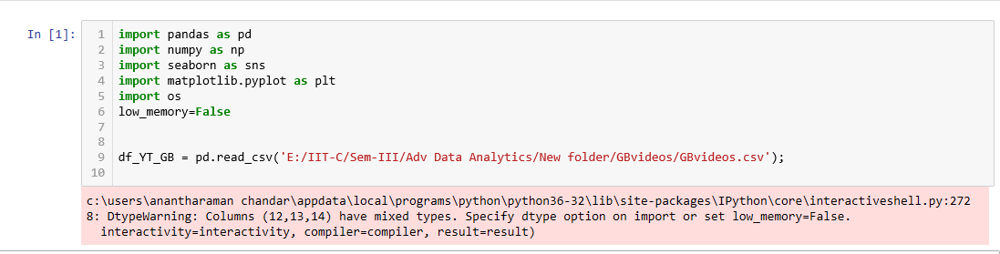 In [1]:
1 import pandas as pd
2 import numpy as np
3 import seaborn as sns
4 import matplotlib.pyplot as plt
5 import os
6 low_memory=False
7
8
9 df_YT_GB = pd.read_csv('E:/IIT-C/Sem-III/Adv Data Analytics/New folder/GBvideos/GBvideos.csv');
10
c:\users\anantharaman chandar\appdata\local\programs\python\python36-32\lib\site-packages\IPython\core\interactiveshell.py:272
8: DtypeWarning: Columns (12,13,14) have mixed types. Specify dtype option on import or set low_memory=False.
  interactivity=interactivity, compiler=compiler, result=result)